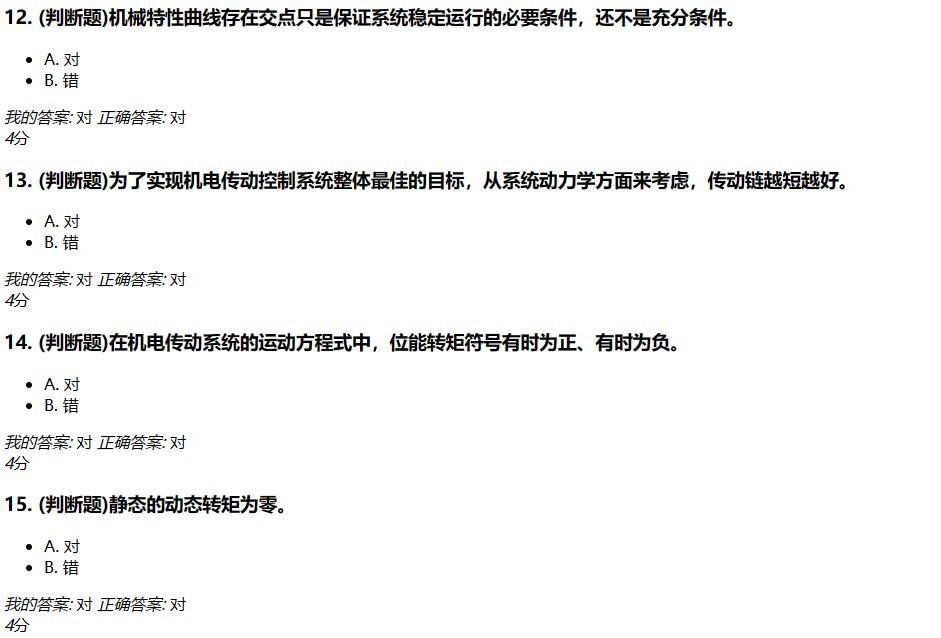 12. (判断题)机械特性曲线存在交点只是保证系统稳定运行的必要条件，还不是充分条件。
A. 对
B. 错
我的答案: 对 正确答案: 对
4分
13. (判断题)为了实现机电传动控制系统整体最佳的目标，从系统动力学方面来考虑，传动链越短越好。
A. 对
B. 错
我的答案: 对 正确答案: 对
4分
14. (判断题)在机电传动系统的运动方程式中，位能转矩符号有时为正、有时为负。
A. 对
B. 错
我的答案: 对 正确答案: 对
4分
15. (判断题)静态的动态转矩为零。
A. 对
B. 错
我的答案: 对 正确答案: 对
4分